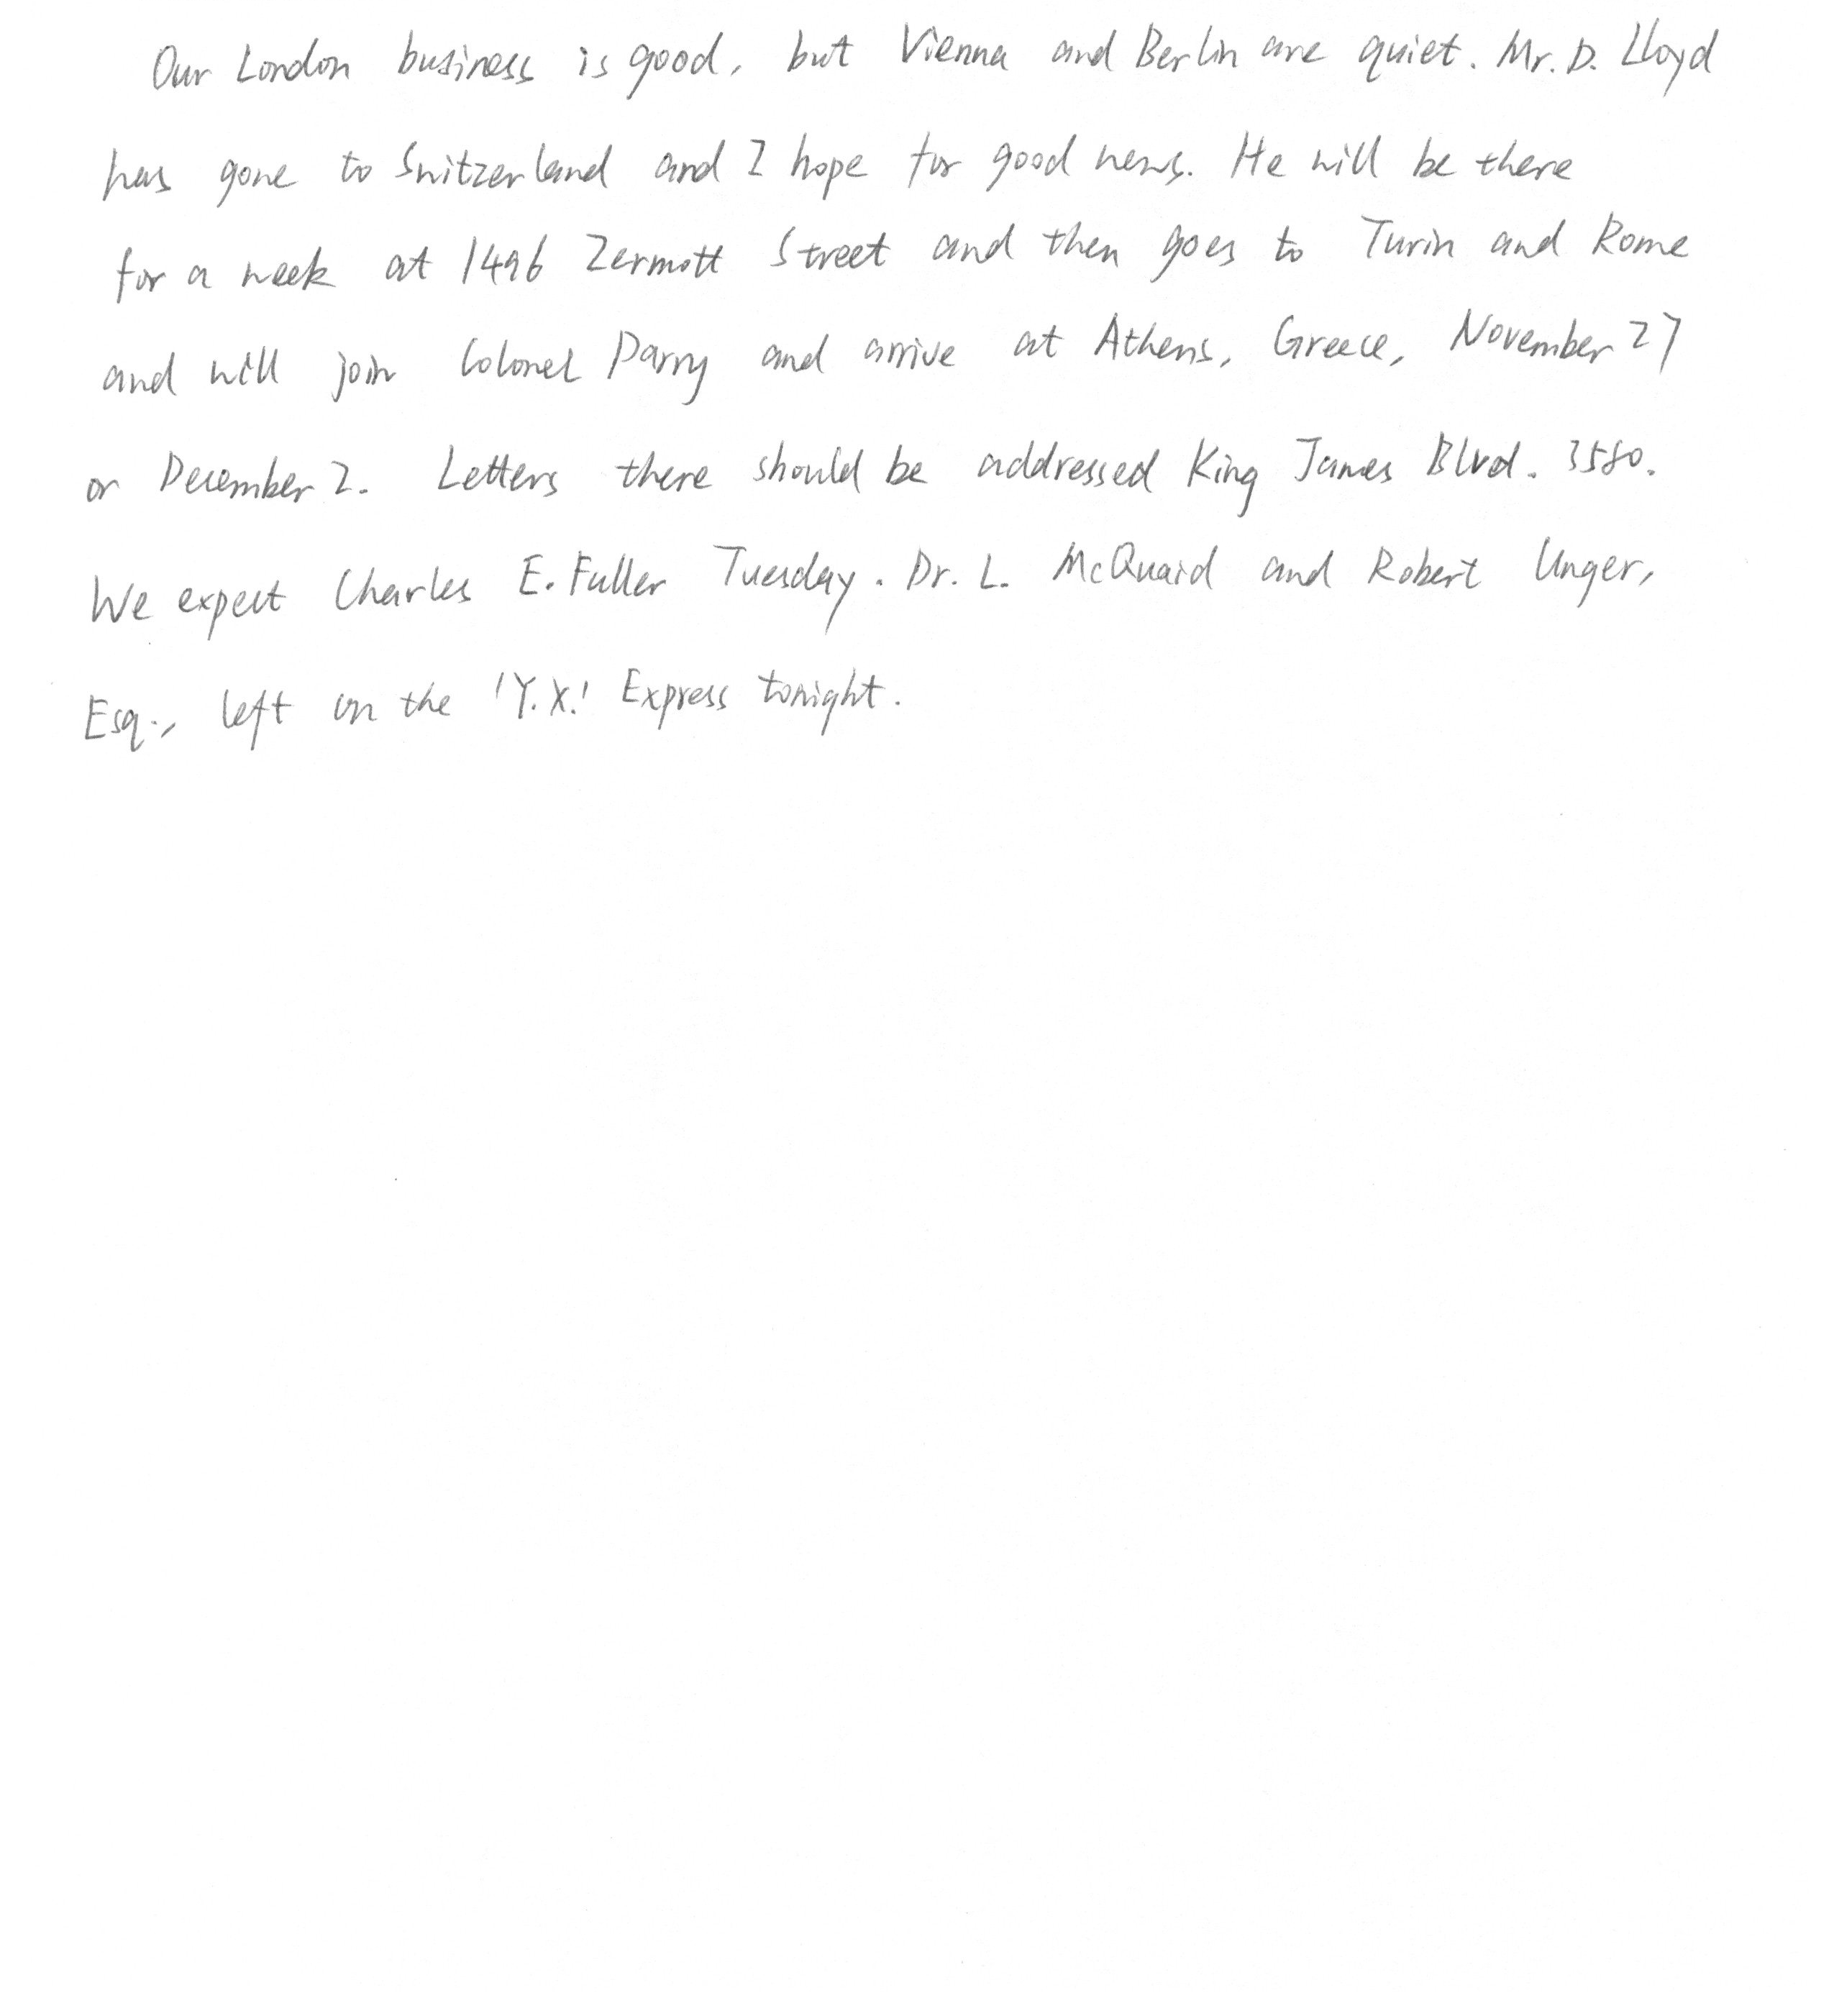 Our London business is good, but Vienna and Berlin are quiet. Mr. D. Lloyd
has gone to Switzerland and I hope for good news. He will be there
for a week at 1496 Zermott Street and then goes to Turin and Rome
and will join Colonel Parry and arrive at Athens, Greece, November 27
or December 2. Letters there should be addressed King James Blvd. 3580.
We expect Charles E. Fuller Tuesday. Dr. L. McQuaid and Robert Unger,
Esq., left on the 'Y.X.' Express tonight.